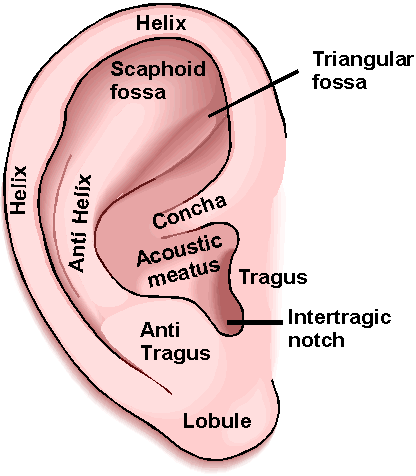 Helix
Scaphoid
fossa
Triangular
fossa
Helix
Anti Helix
Concha
Acoustic
meatus
Tragus
Intertragic
notch
Anti
Tragus
Lobule